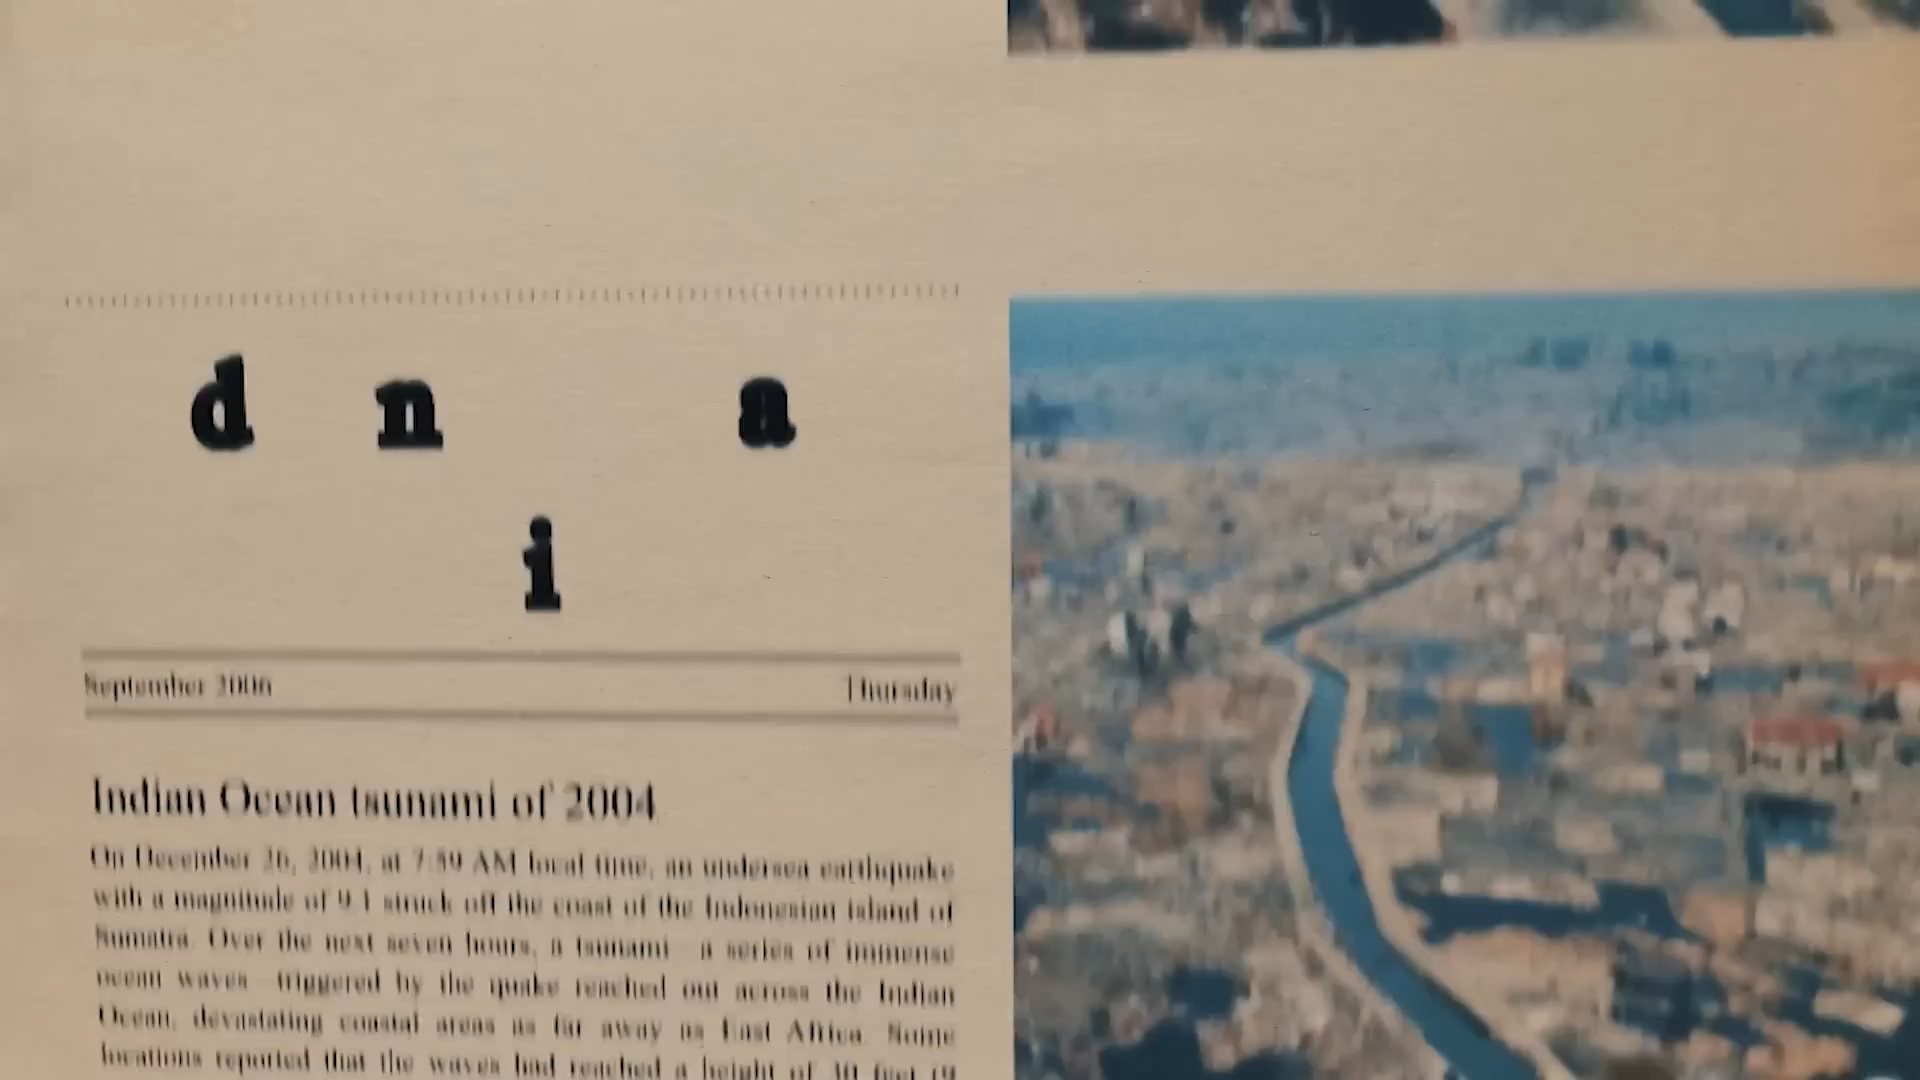 d n a
i
September 2006
Thursday
Indian Ocean tsunami of 2004
On December 26, 2004, at 7:59 AM local time, an undersea earthquake
with a magnitude of 9.1 struck off the coast of the Indonesian island of
Sumatra. Over the next seven hours, a tsunami—a series of immense
ocean waves—triggered by the quake reached out across the Indian
Ocean, devastating coastal areas as far away as East Africa. Some
locations reported that the waves had reached a height of 30 feet (9